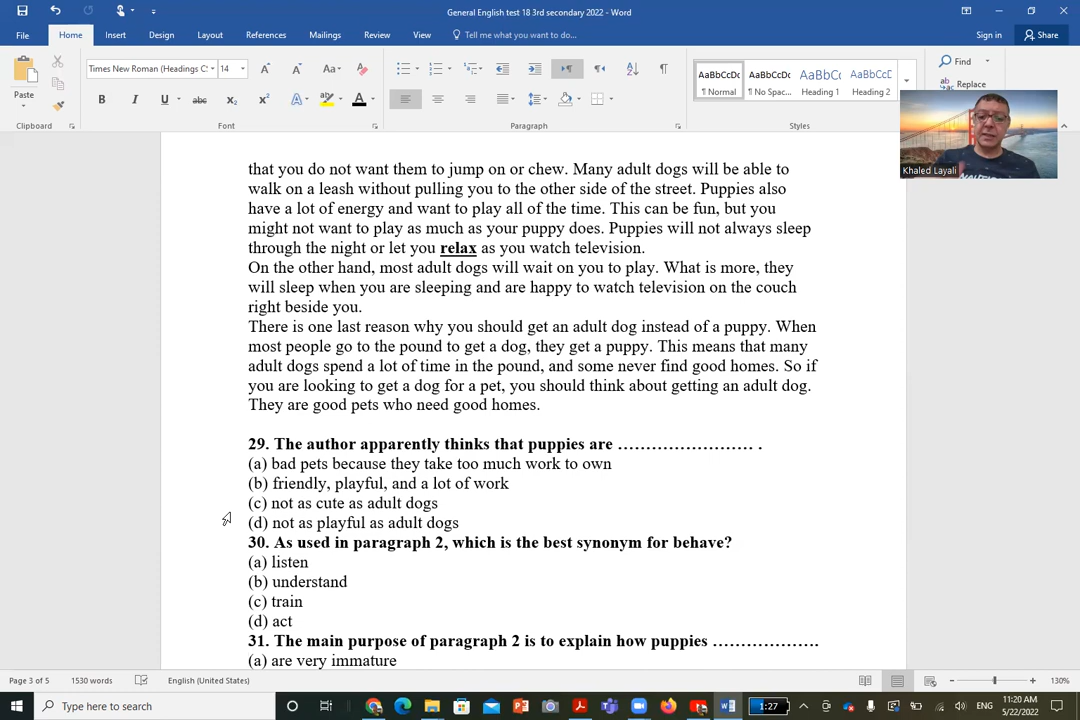 General English test 18 3rd secondary 2022 - Word
File Home Insert Design Layout References Mailings Review View Tell me what you want to do... Sign in Share
Paste
Times New Roman (Headings C 14
Find
Replace
AaBbCcDc AaBbCcDc AaBbCc AaBbCcD
¶ Normal ¶ No Spac... Heading 1 Heading 2
Clipboard Font Paragraph Styles
Khaled Layali
that you do not want them to jump on or chew. Many adult dogs will be able to
walk on a leash without pulling you to the other side of the street. Puppies also
have a lot of energy and want to play all of the time. This can be fun, but you
might not want to play as much as your puppy does. Puppies will not always sleep
through the night or let you relax as you watch television.
On the other hand, most adult dogs will wait on you to play. What is more, they
will sleep when you are sleeping and are happy to watch television on the couch
right beside you.
There is one last reason why you should get an adult dog instead of a puppy. When
most people go to the pound to get a dog, they get a puppy. This means that many
adult dogs spend a lot of time in the pound, and some never find good homes. So if
you are looking to get a dog for a pet, you should think about getting an adult dog.
They are good pets who need good homes.
29. The author apparently thinks that puppies are …………………… .
(a) bad pets because they take too much work to own
(b) friendly, playful, and a lot of work
(c) not as cute as adult dogs
(d) not as playful as adult dogs
30. As used in paragraph 2, which is the best synonym for behave?
(a) listen
(b) understand
(c) train
(d) act
31. The main purpose of paragraph 2 is to explain how puppies ……………….
(a) are very immature
Page 3 of 5 1530 words English (United States) 130%
Type here to search
1:27
ENG
11:20 AM
5/22/2022